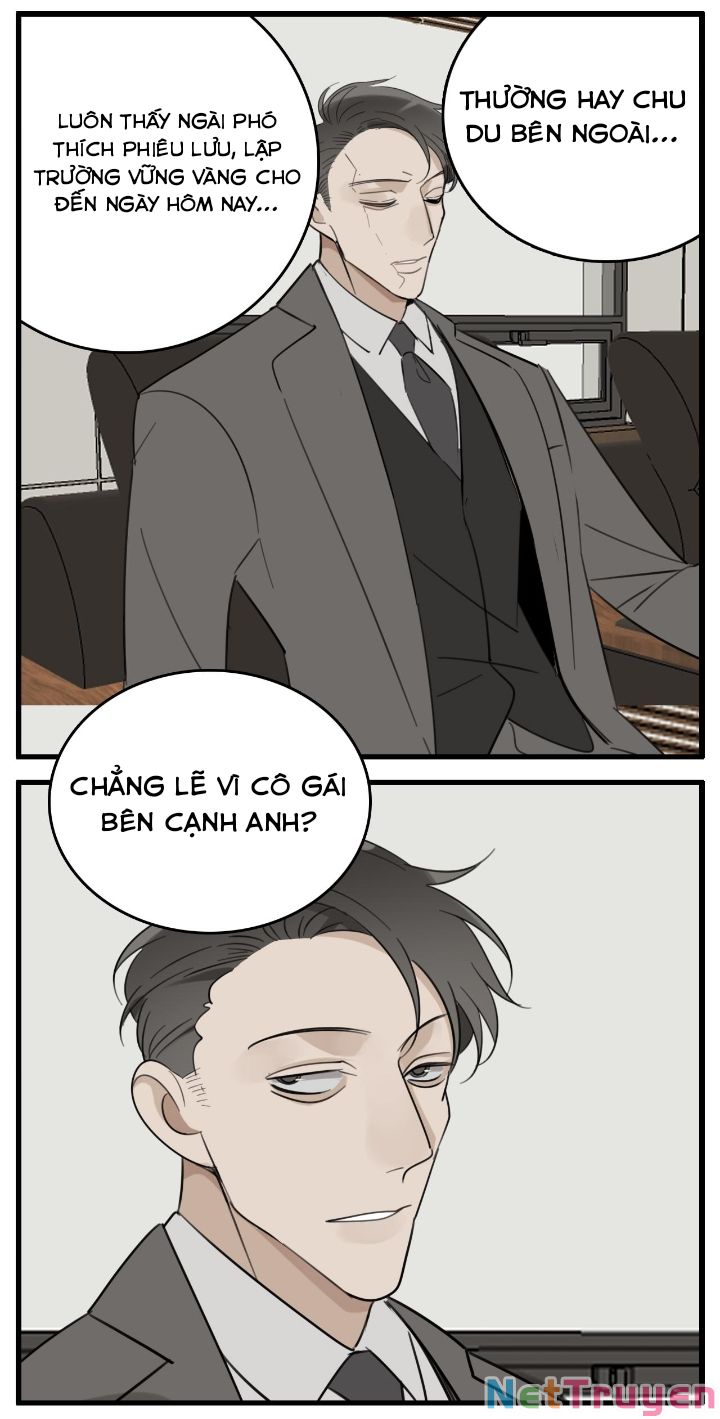 LUÔN THẤY NGÀI PHÓ
THÍCH PHIÊU LƯU, LẬP
TRƯỜNG VỮNG VÀNG CHO
ĐẾN NGÀY HÔM NAY...
THƯỜNG HAY CHU
DU BÊN NGOÀI...
CHẲNG LẼ VÌ CÔ GÁI
BÊN CẠNH ANH?
NetTruyen